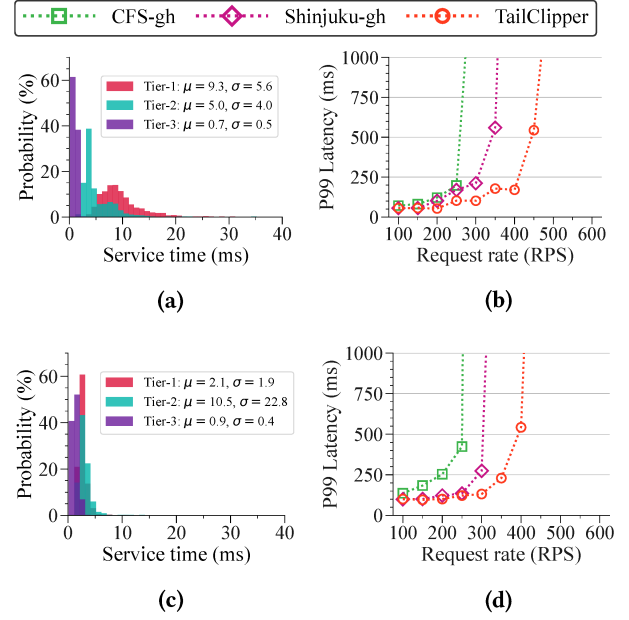 CFS-gh Shinjuku-gh TailClipper
Probability (%)
60
40
20
0
Tier-1: μ = 9.3, σ = 5.6
Tier-2: μ = 5.0, σ = 4.0
Tier-3: μ = 0.7, σ = 0.5
0 10 20 30 40
Service time (ms)
(a)
P99 Latency (ms)
1000
750
500
250
0
100 200 300 400 500 600
Request rate (RPS)
(b)
Probability (%)
60
40
20
0
Tier-1: μ = 2.1, σ = 1.9
Tier-2: μ = 10.5, σ = 22.8
Tier-3: μ = 0.9, σ = 0.4
0 10 20 30 40
Service time (ms)
(c)
P99 Latency (ms)
1000
750
500
250
0
100 200 300 400 500 600
Request rate (RPS)
(d)